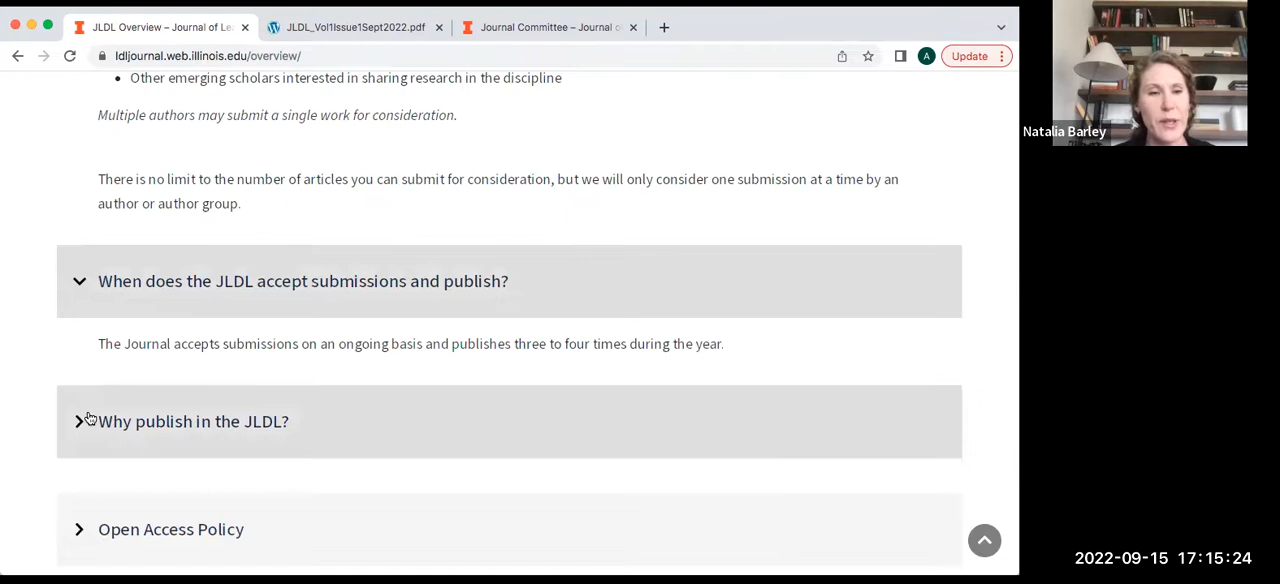 JLDL Overview – Journal of Le
JLDL_Vol1Issue1Sept2022.pdf
Journal Committee – Journal o
ldljournal.web.illinois.edu/overview/
A
Update
Other emerging scholars interested in sharing research in the discipline
Multiple authors may submit a single work for consideration.
There is no limit to the number of articles you can submit for consideration, but we will only consider one submission at a time by an
author or author group.
When does the JLDL accept submissions and publish?
The Journal accepts submissions on an ongoing basis and publishes three to four times during the year.
Why publish in the JLDL?
Open Access Policy
Natalia Barley
2022-09-15 17:15:24